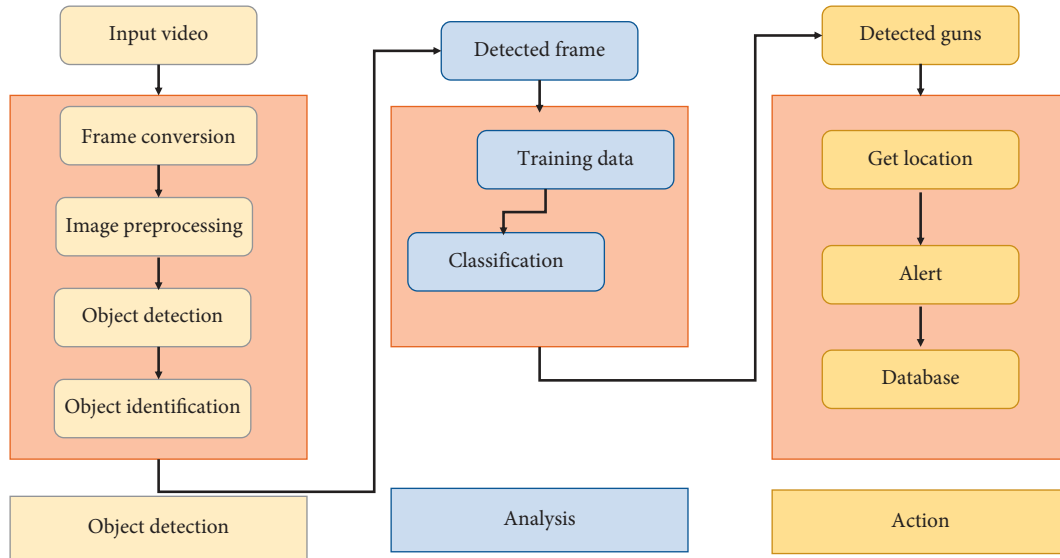 Input video
Frame conversion
Image preprocessing
Object detection
Object identification
Object detection
Detected frame
Training data
Classification
Analysis
Detected guns
Get location
Alert
Database
Action